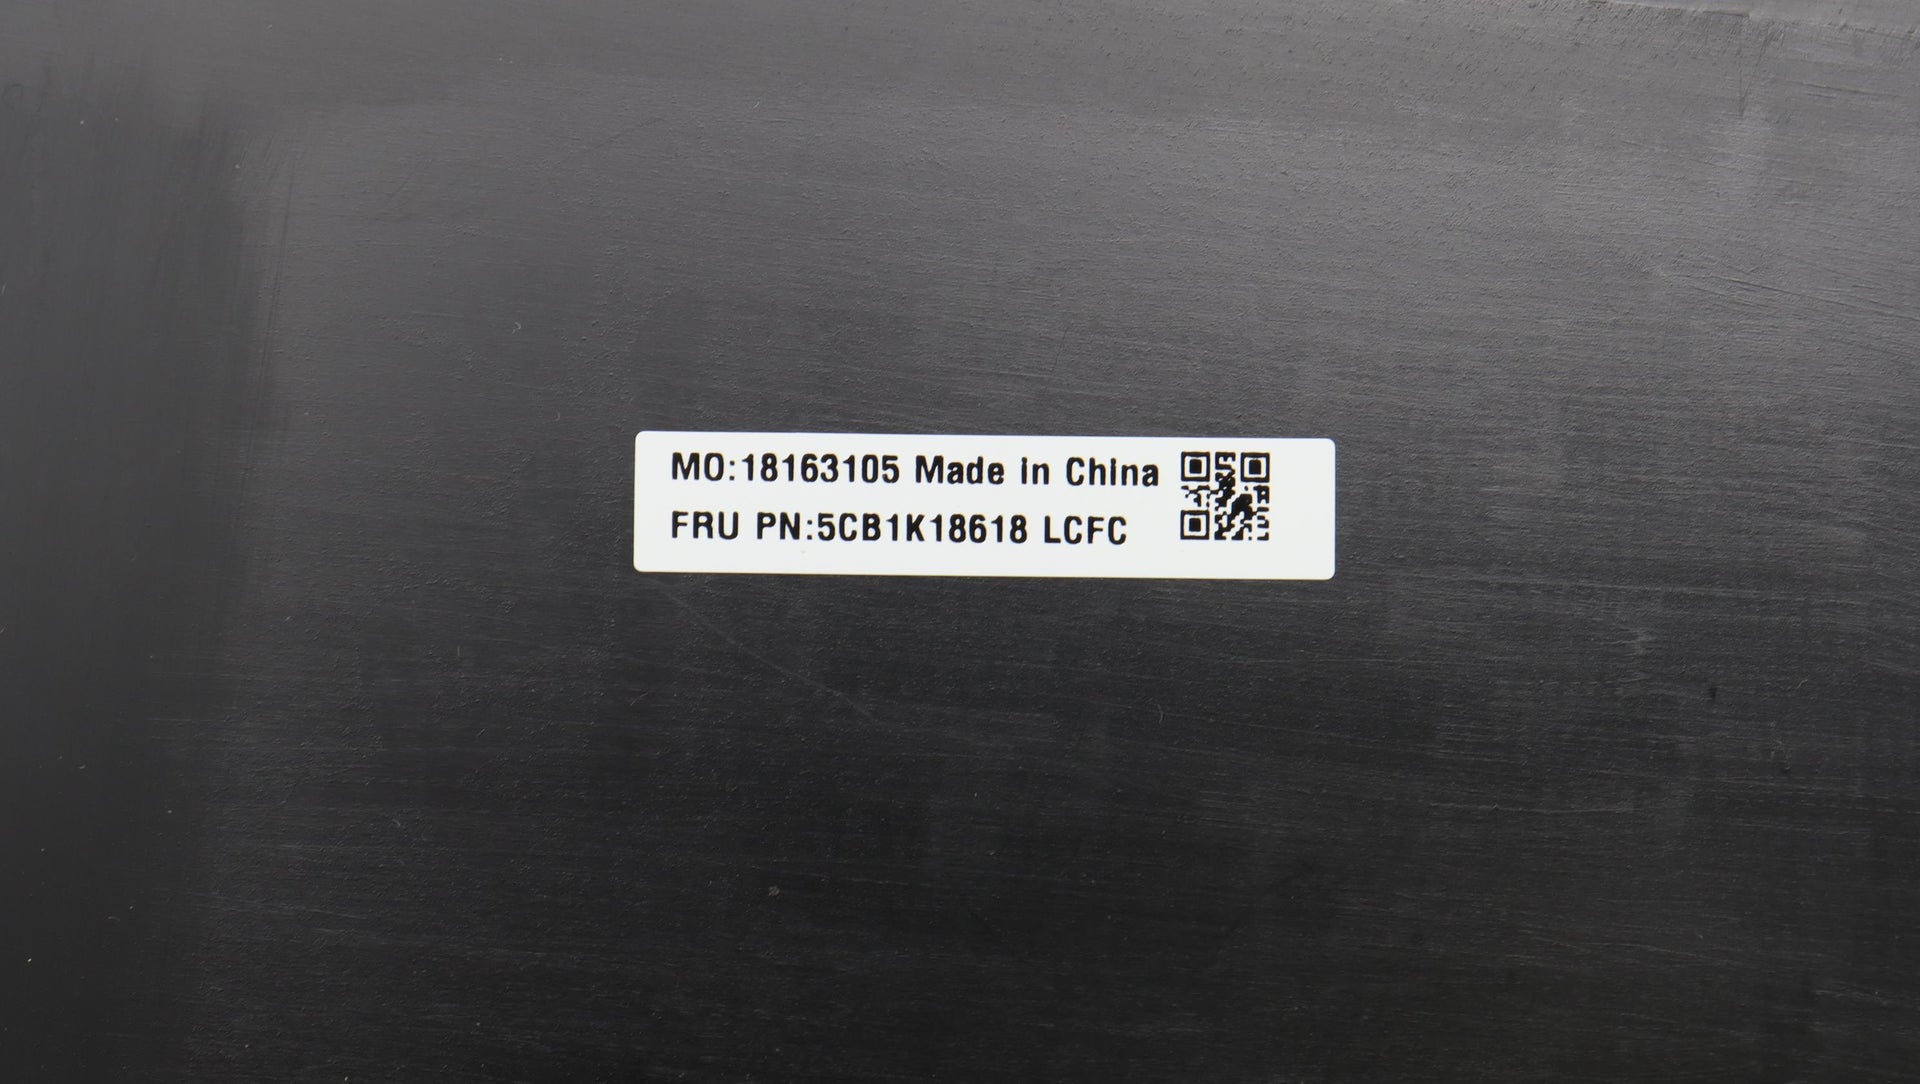 MO:18163105 Made in China
FRU PN:5CB1K18618 LCFC